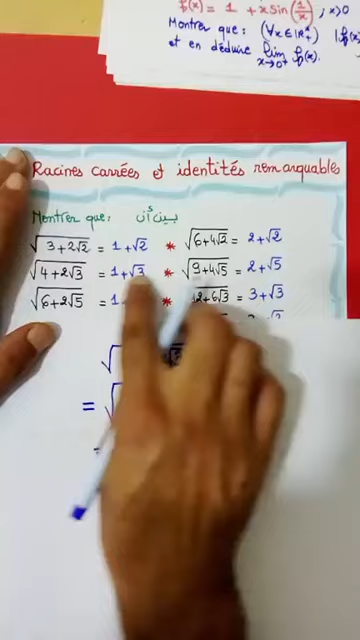 f(x) = 1 + x sin(1/x) ; x>0
Montrer que : (∀x∈ℝ*₊) |f(x)
et en déduire lim x→0⁺ f(x).
Racines carrées et identités remarquables
Montrer que: بين أن
√(3+2√2) = 1+√2 * √(6+4√2) = 2+√2
√(4+2√3) = 1+√3 * √(9+4√5) = 2+√5
√(6+2√5) = 1 * 12+6√3 = 3+√3
=